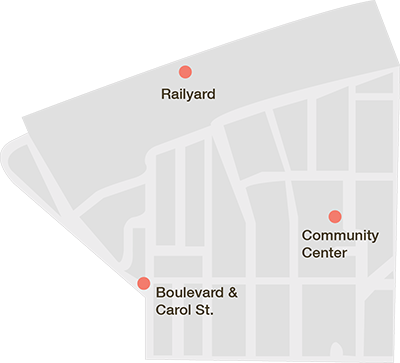 Railyard
Community
Center
Boulevard &
Carol St.